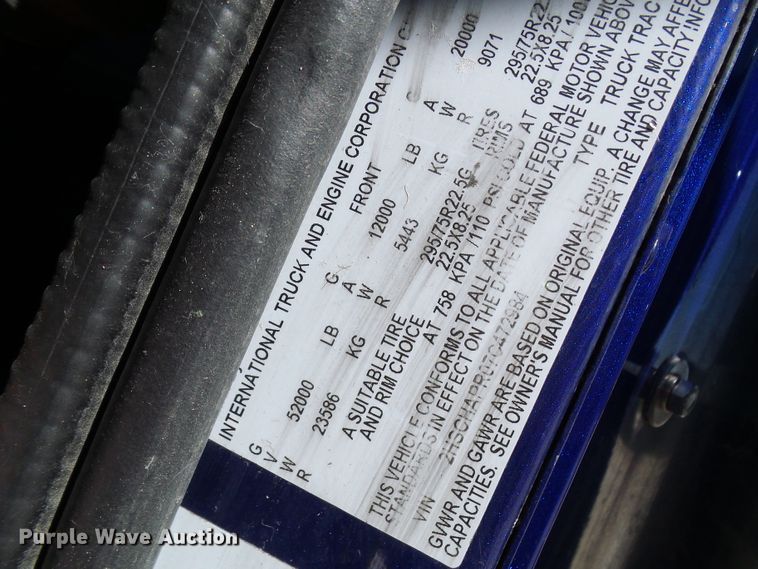 INTERNATIONAL TRUCK AND ENGINE CORPORATION
G
V
W
R
52000 LB
23586 KG
G
A
W
R
FRONT
12000 LB
5443 KG
G
A
W
R
20000
9071
A SUITABLE TIRE
AND RIM CHOICE
295/75R22.5G TIRES
22.5X8.25 RIMS
AT 758 KPA /110 PSI COLD
295/75R22.
22.5X8.25
AT 689 KPA / 100
THIS VEHICLE CONFORMS TO ALL APPLICABLE FEDERAL MOTOR VEHIC
STANDARDS IN EFFECT ON THE DATE OF MANUFACTURE SHOWN ABOV
VIN TYPE TRUCK TRAC
GVWR AND GAWR ARE BASED ON ORIGINAL EQUIP. A CHANGE MAY AFFE
CAPACITIES. SEE OWNER'S MANUAL FOR OTHER TIRE AND CAPACITY INFO
Purple Wave Auction